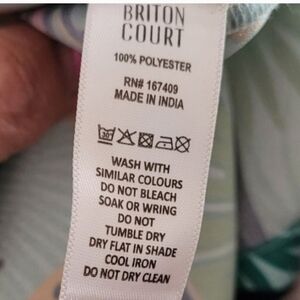 BRITON
COURT
100% POLYESTER
RN# 167409
MADE IN INDIA
30°
WASH WITH
SIMILAR COLOURS
DO NOT BLEACH
SOAK OR WRING
DO NOT
TUMBLE DRY
DRY FLAT IN SHADE
COOL IRON
DO NOT DRY CLEAN